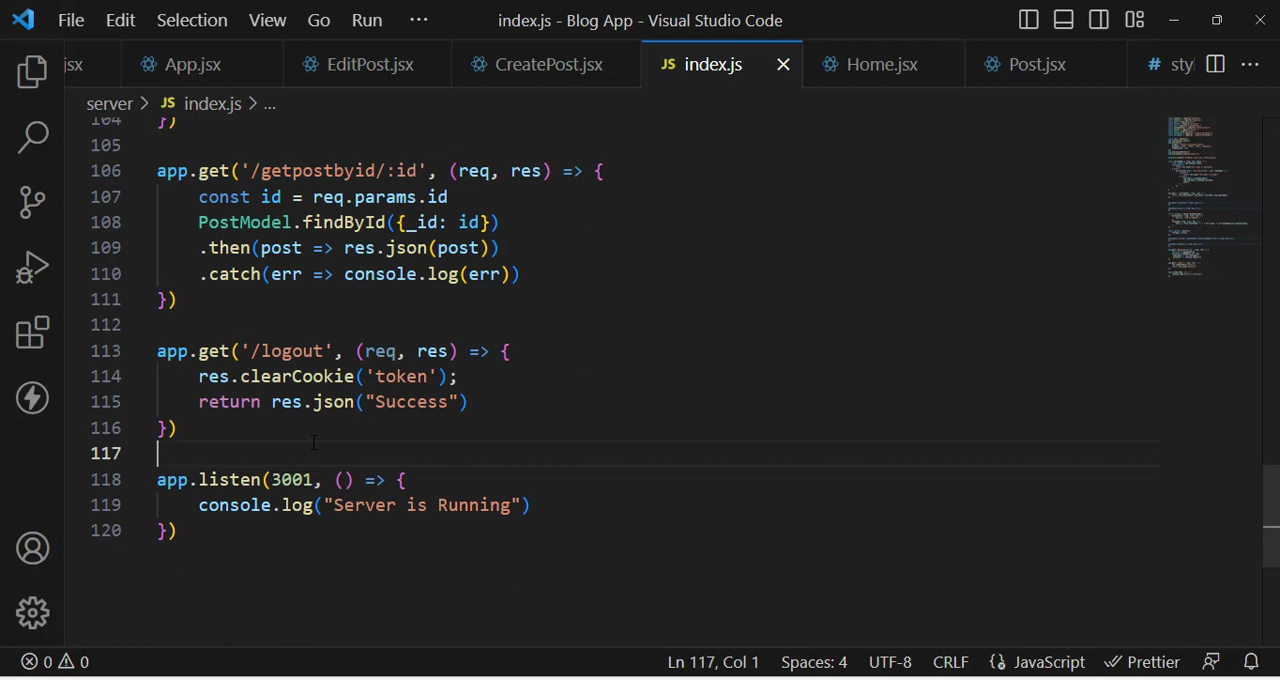 File Edit Selection View Go Run ··· index.js - Blog App - Visual Studio Code
jsx App.jsx EditPost.jsx CreatePost.jsx JS index.js Home.jsx Post.jsx # sty ···
server > JS index.js > ...
104 })
105
106 app.get('/getpostbyid/:id', (req, res) => {
107 const id = req.params.id
108 PostModel.findById({_id: id})
109 .then(post => res.json(post))
110 .catch(err => console.log(err))
111 })
112
113 app.get('/logout', (req, res) => {
114 res.clearCookie('token');
115 return res.json("Success")
116 })
117
118 app.listen(3001, () => {
119 console.log("Server is Running")
120 })
0 0 Ln 117, Col 1 Spaces: 4 UTF-8 CRLF {} JavaScript Prettier